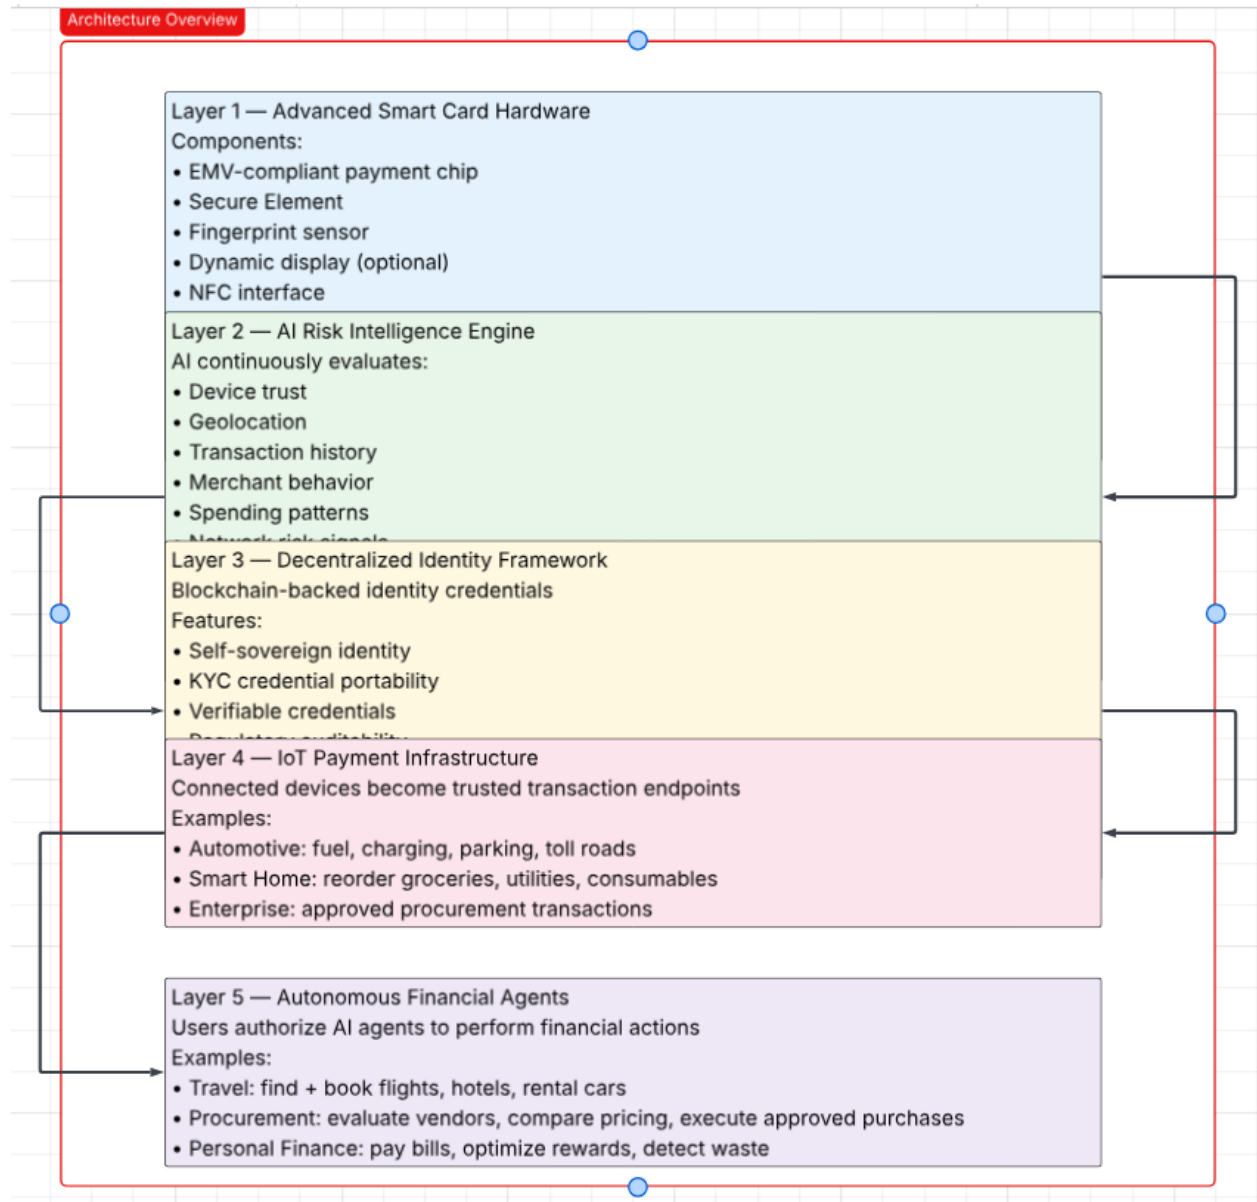 Architecture Overview
Layer 1 — Advanced Smart Card Hardware
Components:
• EMV-compliant payment chip
• Secure Element
• Fingerprint sensor
• Dynamic display (optional)
• NFC interface
Layer 2 — AI Risk Intelligence Engine
AI continuously evaluates:
• Device trust
• Geolocation
• Transaction history
• Merchant behavior
• Spending patterns
• Network risk signals
Layer 3 — Decentralized Identity Framework
Blockchain-backed identity credentials
Features:
• Self-sovereign identity
• KYC credential portability
• Verifiable credentials
• Regulatory auditability
Layer 4 — IoT Payment Infrastructure
Connected devices become trusted transaction endpoints
Examples:
• Automotive: fuel, charging, parking, toll roads
• Smart Home: reorder groceries, utilities, consumables
• Enterprise: approved procurement transactions
Layer 5 — Autonomous Financial Agents
Users authorize AI agents to perform financial actions
Examples:
• Travel: find + book flights, hotels, rental cars
• Procurement: evaluate vendors, compare pricing, execute approved purchases
• Personal Finance: pay bills, optimize rewards, detect waste